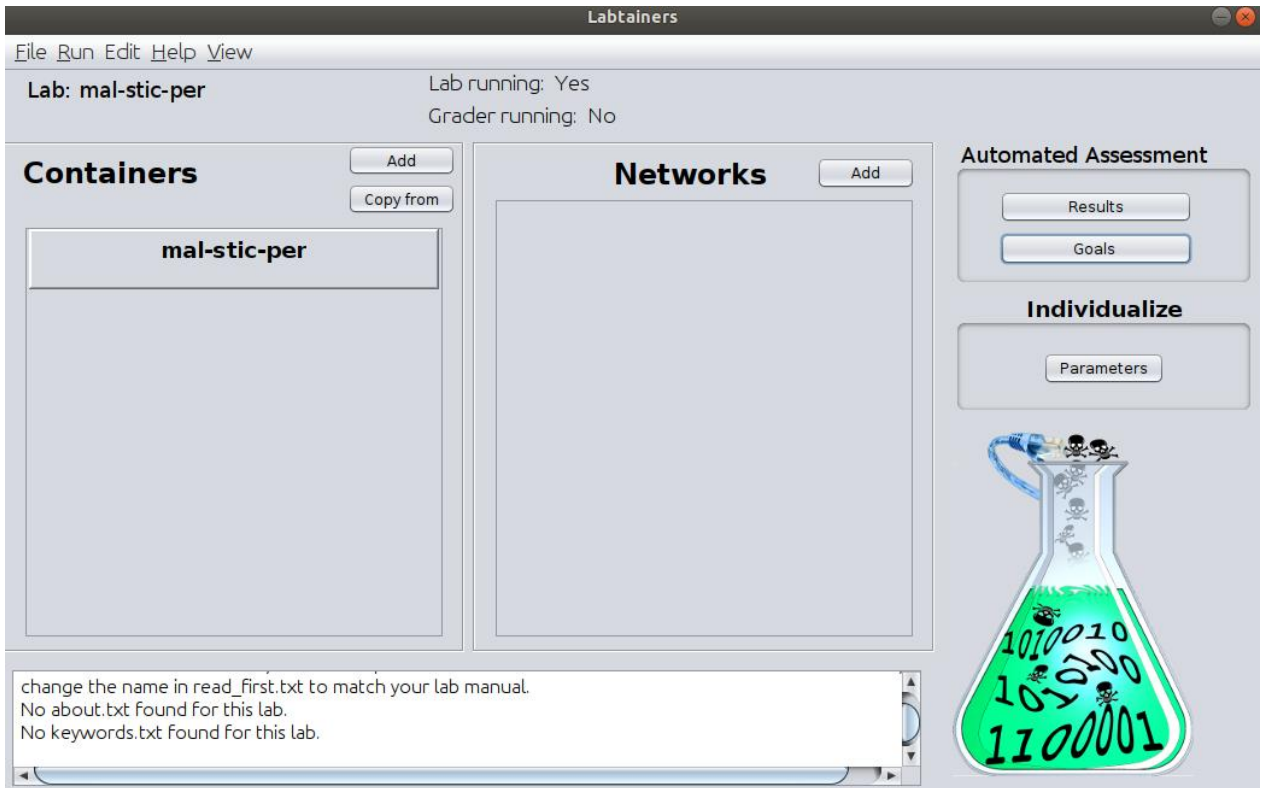 Labtainers
File Run Edit Help View
Lab: mal-stic-per
Lab running: Yes
Grader running: No
Containers
Add
Copy from
mal-stic-per
Networks
Add
Automated Assessment
Results
Goals
Individualize
Parameters
change the name in read_first.txt to match your lab manual.
No about.txt found for this lab.
No keywords.txt found for this lab.
1010010
1010100
1100001